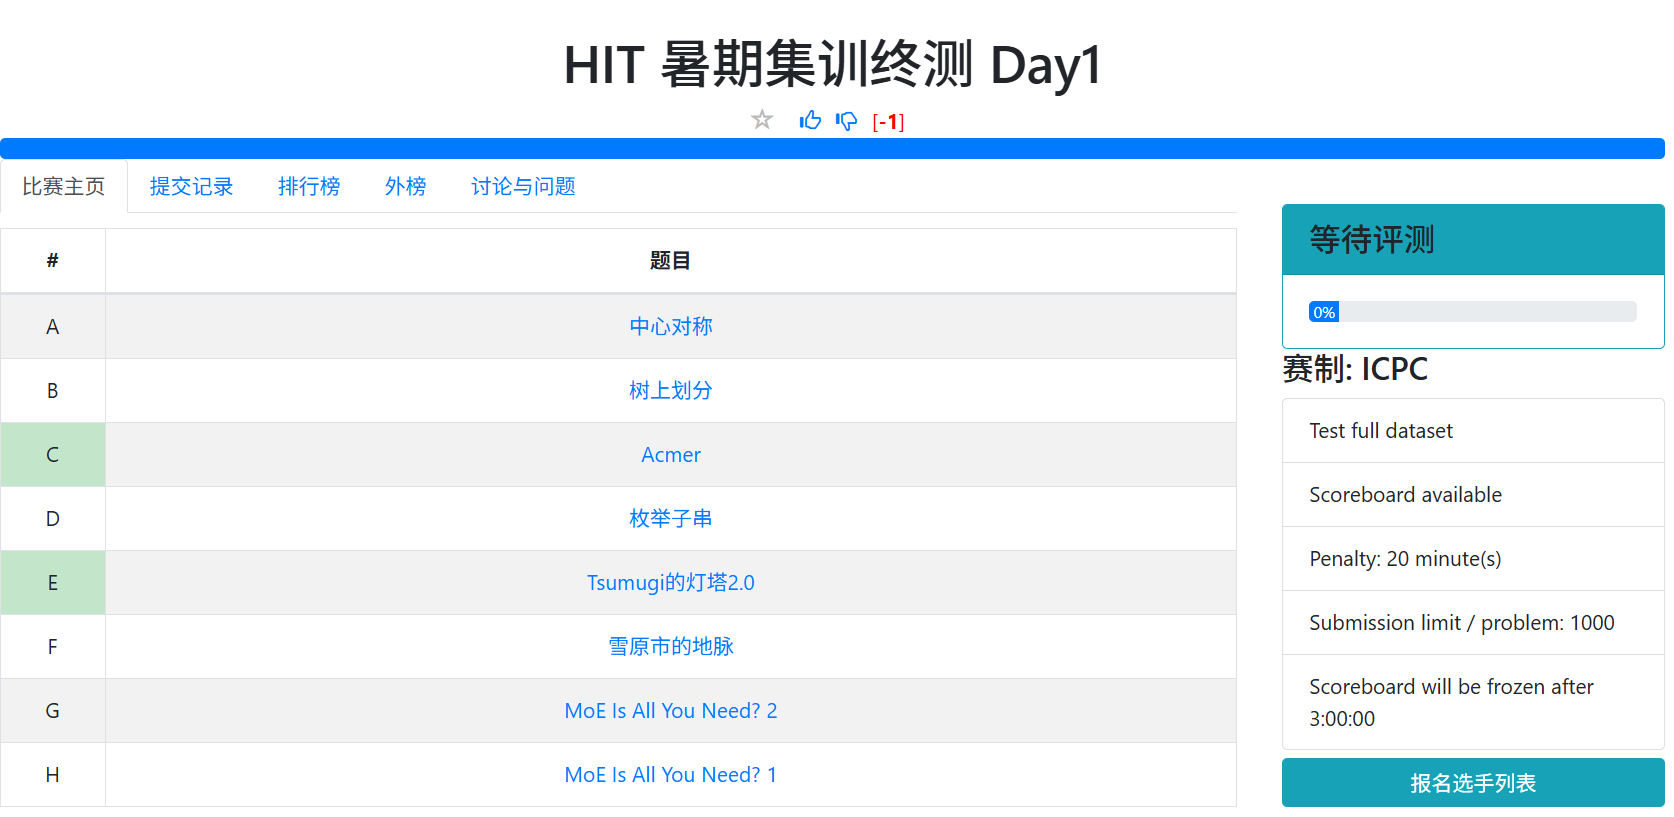 HIT 暑期集训终测 Day1
[-1]
比赛主页 提交记录 排行榜 外榜 讨论与问题
# 题目
A 中心对称
B 树上划分
C Acmer
D 枚举子串
E Tsumugi的灯塔2.0
F 雪原市的地脉
G MoE Is All You Need? 2
H MoE Is All You Need? 1
等待评测
0%
赛制: ICPC
Test full dataset
Scoreboard available
Penalty: 20 minute(s)
Submission limit / problem: 1000
Scoreboard will be frozen after
3:00:00
报名选手列表